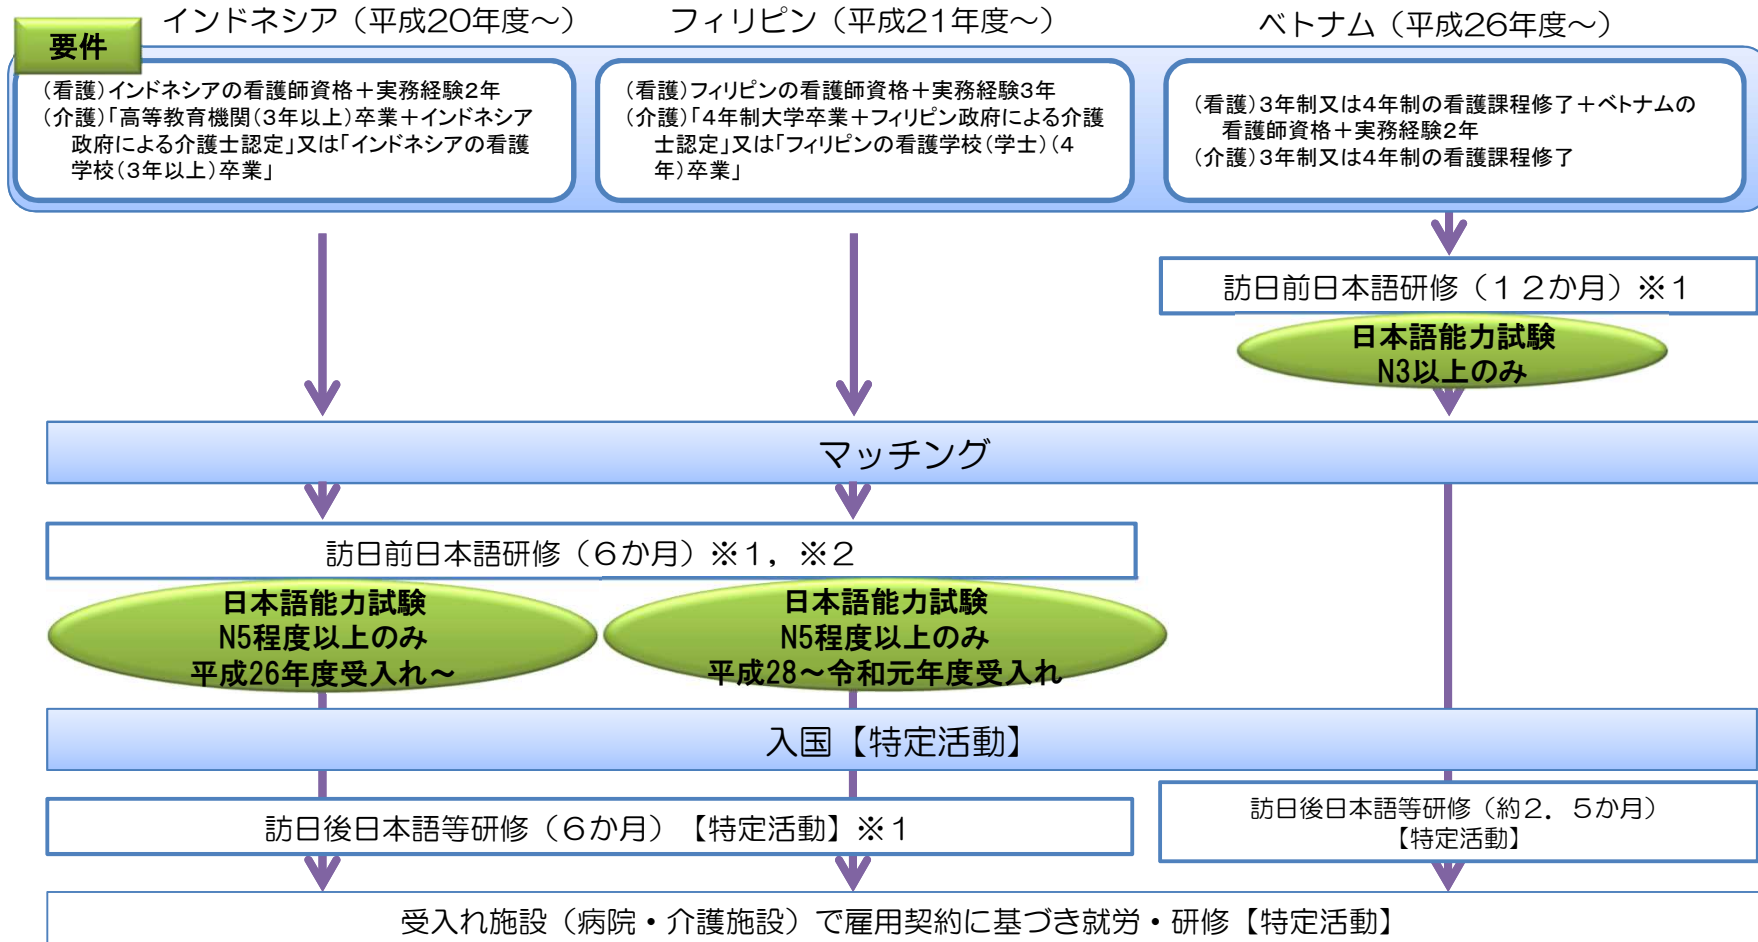 インドネシア（平成20年度～）
フィリピン（平成21年度～）
ベトナム（平成26年度～）
要件
（看護）インドネシアの看護師資格＋実務経験2年
（介護）「高等教育機関（3年以上）卒業＋インドネシア
政府による介護士認定」又は「インドネシアの看護
学校（3年以上）卒業」
（看護）フィリピンの看護師資格＋実務経験3年
（介護）「4年制大学卒業＋フィリピン政府による介護
士認定」又は「フィリピンの看護学校（学士）（4
年）卒業」
（看護）3年制又は4年制の看護課程修了＋ベトナムの
看護師資格＋実務経験2年
（介護）3年制又は4年制の看護課程修了
訪日前日本語研修（１２か月）※１
日本語能力試験
N3以上のみ
マッチング
訪日前日本語研修（６か月）※１，※２
日本語能力試験
N5程度以上のみ
平成26年度受入れ～
日本語能力試験
N5程度以上のみ
平成28～令和元年度受入れ
入国【特定活動】
訪日後日本語等研修（６か月）【特定活動】※１
訪日後日本語等研修（約２．５か月）
【特定活動】
受入れ施設（病院・介護施設）で雇用契約に基づき就労・研修【特定活動】